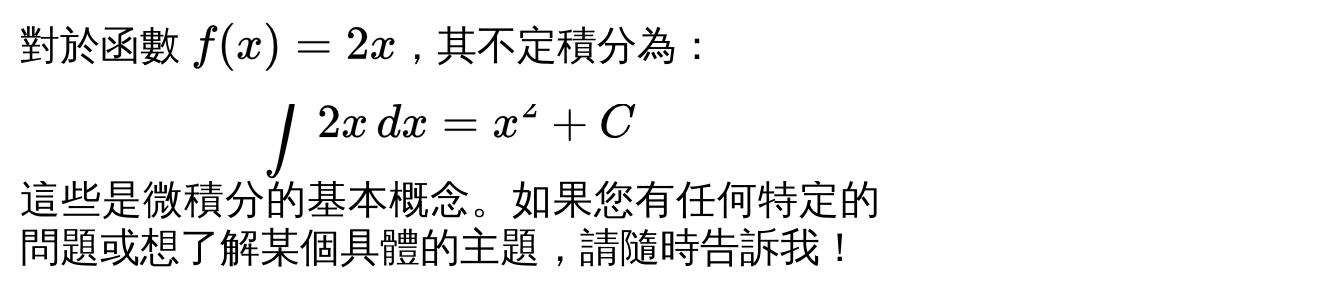 對於函數 f(x) = 2x，其不定積分為：
∫ 2x dx = x² + C
這些是微積分的基本概念。如果您有任何特定的
問題或想了解某個具體的主題，請隨時告訴我！